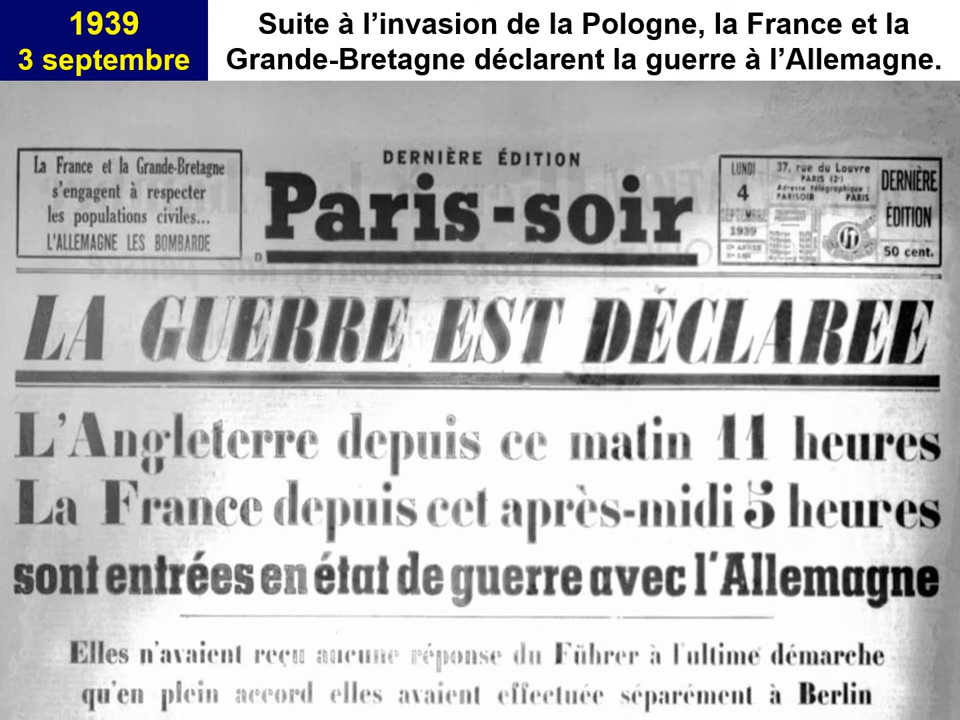 1939
3 septembre
Suite à l’invasion de la Pologne, la France et la
Grande-Bretagne déclarent la guerre à l’Allemagne.
La France et la Grande-Bretagne
s'engagent à respecter
les populations civiles...
L'ALLEMAGNE LES BOMBARDE
DERNIÈRE ÉDITION
Paris-soir
D
LUNDI
4
SEPTEMBRE
1939
37, rue du Louvre
PARIS (2e)
Adresse télégraphique :
PARISOIR PARIS
DERNIÈRE
ÉDITION
50 cent.
LA GUERRE EST DÉCLAREE
L'Angleterre depuis ce matin 11 heures
La France depuis cet après-midi 5 heures
sont entrées en état de guerre avec l'Allemagne
Elles n'avaient reçu aucune réponse du Führer à l'ultime démarche
qu'en plein accord elles avaient effectuée séparément à Berlin